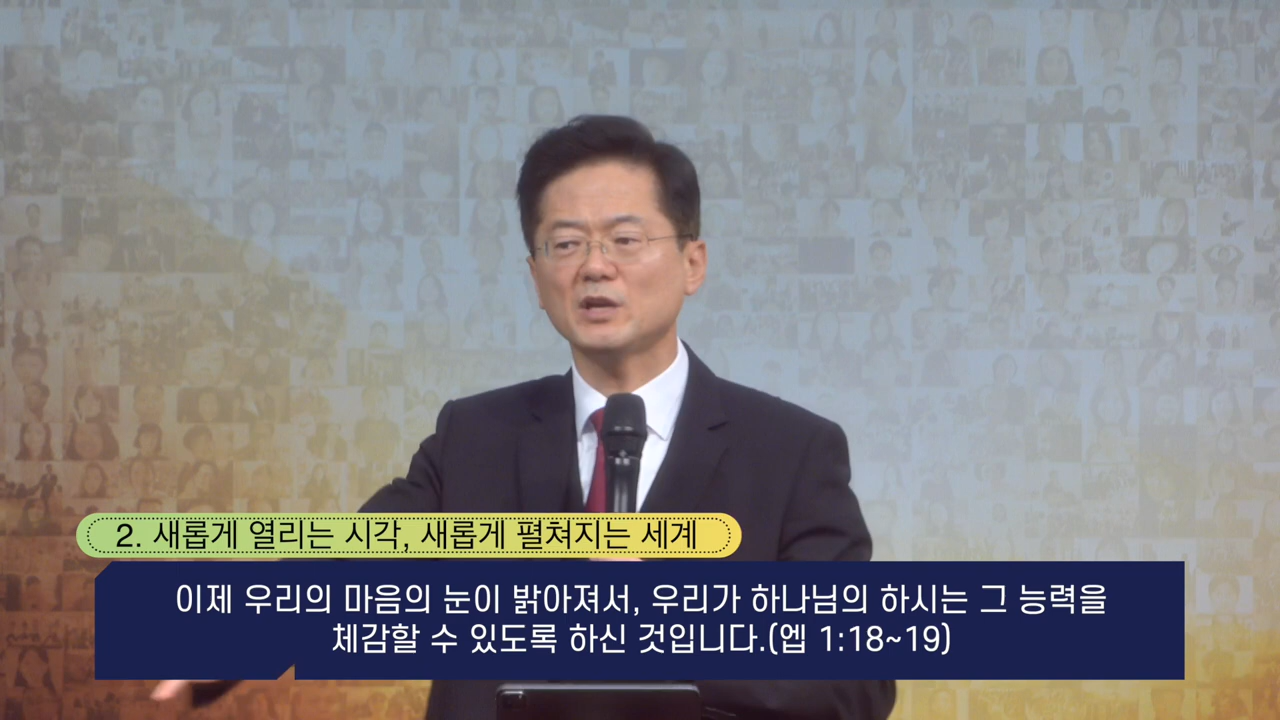 2. 새롭게 열리는 시각, 새롭게 펼쳐지는 세계
이제 우리의 마음의 눈이 밝아져서, 우리가 하나님의 하시는 그 능력을
체감할 수 있도록 하신 것입니다.(엡 1:18~19)